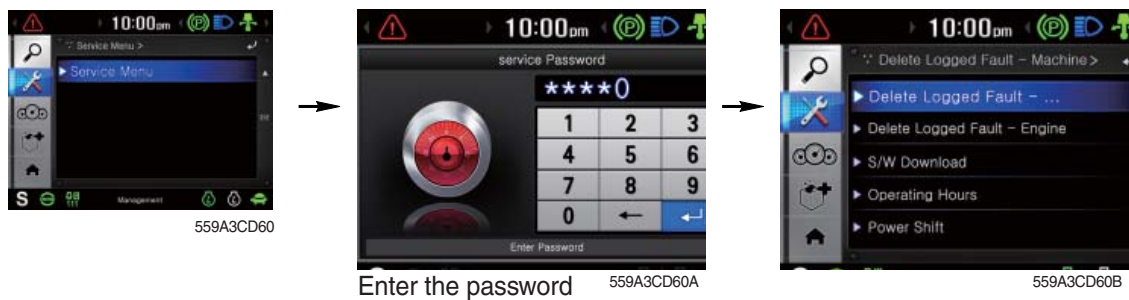 10:00pm
Service Menu >
Service Menu
S
Management
559A3CD60
10:00pm
service Password
****0
1 2 3
4 5 6
7 8 9
0 ←
Enter Password
Enter the password
559A3CD60A
10:00pm
Delete Logged Fault - Machine >
Delete Logged Fault - ...
Delete Logged Fault - Engine
S/W Download
Operating Hours
Power Shift
559A3CD60B